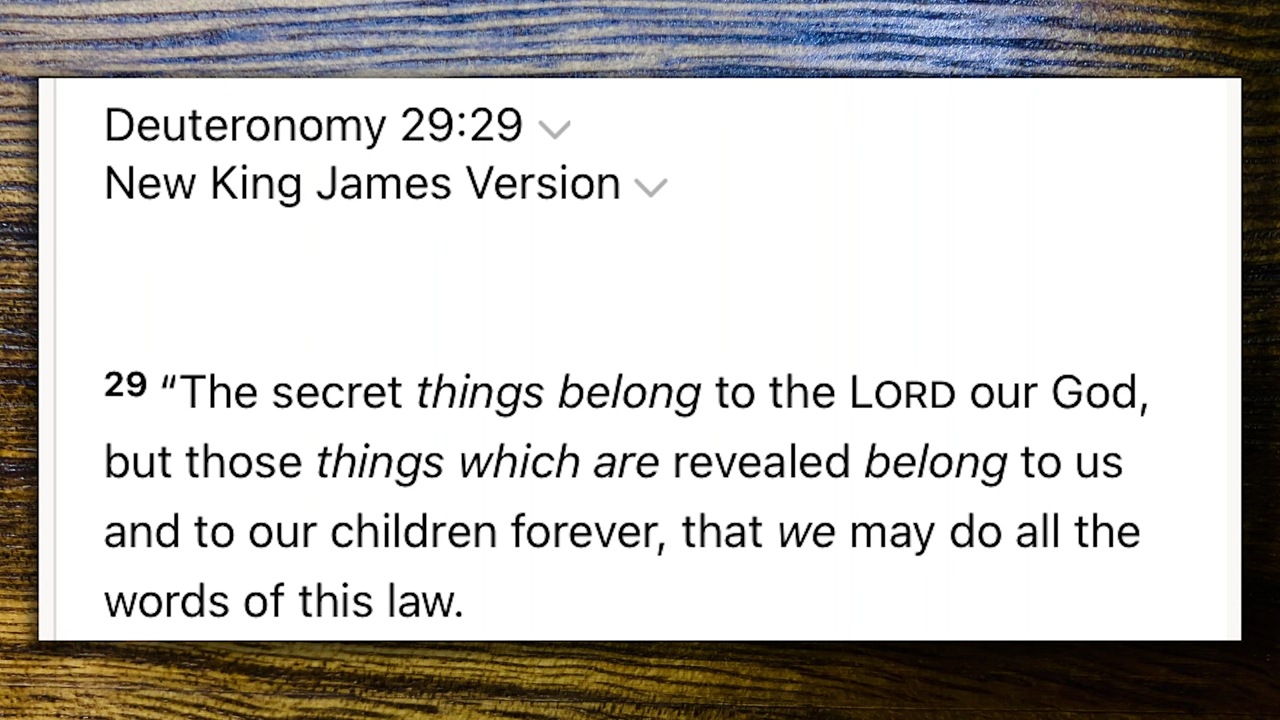 Deuteronomy 29:29
New King James Version
29 “The secret things belong to the LORD our God,
but those things which are revealed belong to us
and to our children forever, that we may do all the
words of this law.